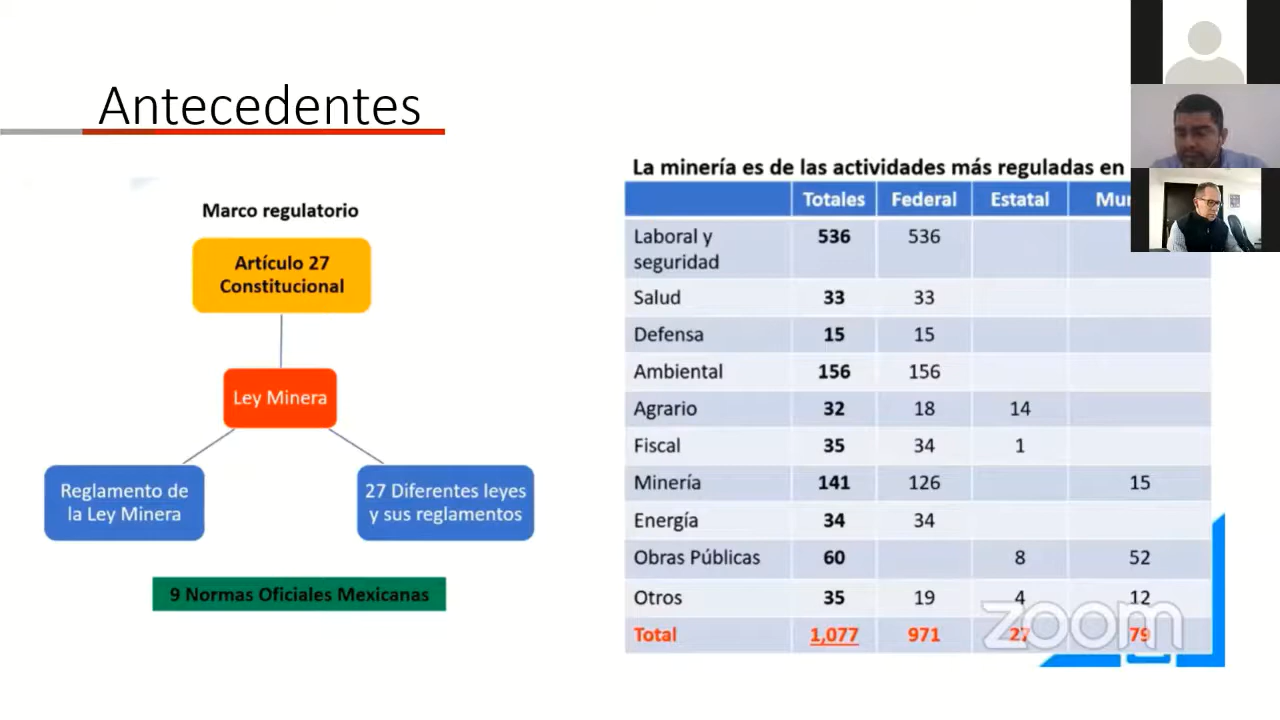 Antecedentes
Marco regulatorio
Artículo 27
Constitucional
Ley Minera
Reglamento de
la Ley Minera
27 Diferentes leyes
y sus reglamentos
9 Normas Oficiales Mexicanas
La minería es de las actividades más reguladas en
Totales Federal Estatal
Laboral y
seguridad
536 536
Salud 33 33
Defensa 15 15
Ambiental 156 156
Agrario 32 18 14
Fiscal 35 34 1
Minería 141 126 15
Energía 34 34
Obras Públicas 60 8 52
Otros 35 19 4 12
Total 1,077 971 27 79
zoom